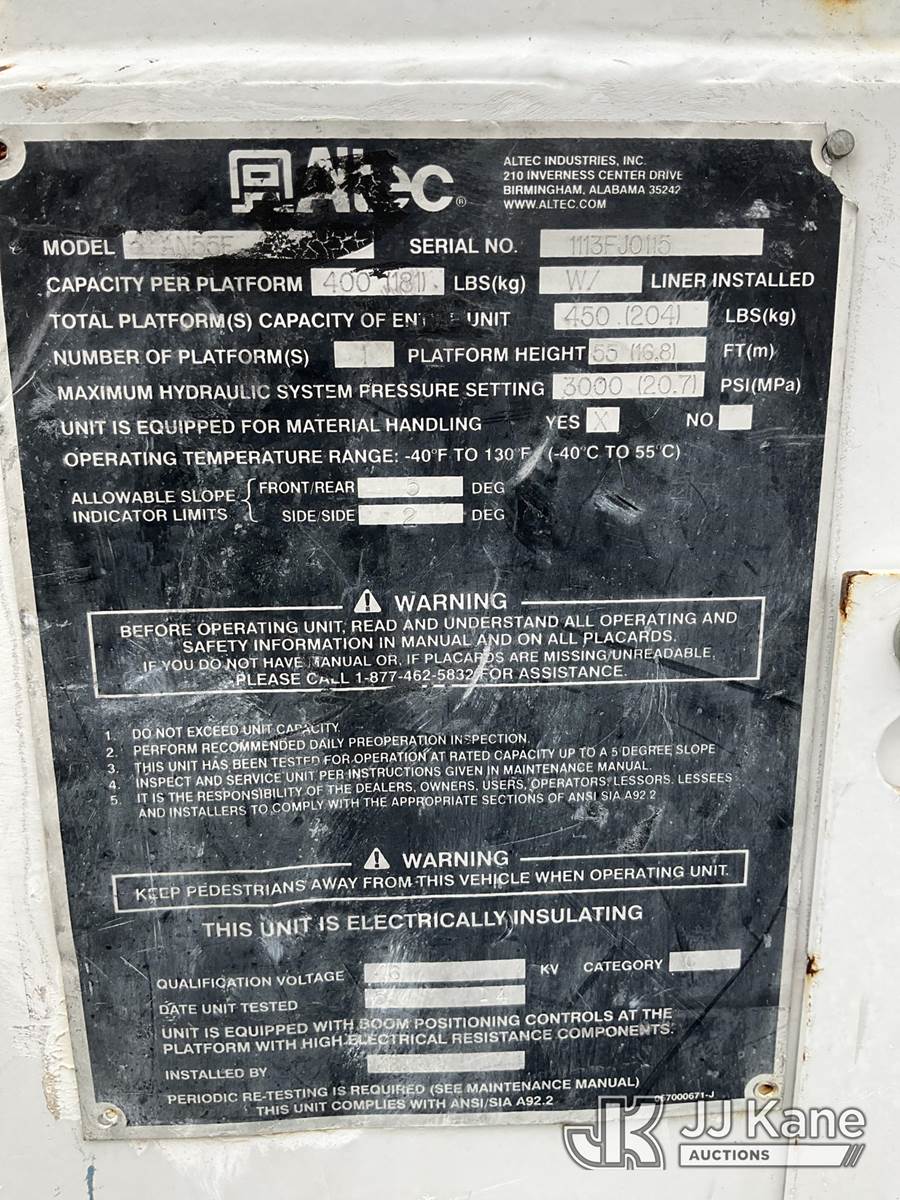 Altec®
ALTEC INDUSTRIES, INC.
210 INVERNESS CENTER DRIVE
BIRMINGHAM, ALABAMA 35242
WWW.ALTEC.COM
MODEL AN55E SERIAL NO. 1113FJ0115
CAPACITY PER PLATFORM 400 (181) LBS(kg) W/ LINER INSTALLED
TOTAL PLATFORM(S) CAPACITY OF UNIT 450 (204) LBS(kg)
NUMBER OF PLATFORM(S) 1 PLATFORM HEIGHT 55 (16.8) FT(m)
MAXIMUM HYDRAULIC SYSTEM PRESSURE SETTING 3000 (20.7) PSI(MPa)
UNIT IS EQUIPPED FOR MATERIAL HANDLING YES X NO
OPERATING TEMPERATURE RANGE: -40°F TO 130°F (-40°C TO 55°C)
ALLOWABLE SLOPE { FRONT/REAR 5 DEG
INDICATOR LIMITS { SIDE/SIDE 2 DEG
⚠ WARNING
BEFORE OPERATING UNIT, READ AND UNDERSTAND ALL OPERATING AND
SAFETY INFORMATION IN MANUAL AND ON ALL PLACARDS.
IF YOU DO NOT HAVE MANUAL OR, IF PLACARDS ARE MISSING/UNREADABLE,
PLEASE CALL 1-877-462-5832 FOR ASSISTANCE.
1. DO NOT EXCEED UNIT CAPACITY.
2. PERFORM RECOMMENDED DAILY PREOPERATION INSPECTION.
3. THIS UNIT HAS BEEN TESTED FOR OPERATION AT RATED CAPACITY UP TO A 5 DEGREE SLOPE
4. INSPECT AND SERVICE UNIT PER INSTRUCTIONS GIVEN IN MAINTENANCE MANUAL.
5. IT IS THE RESPONSIBILITY OF THE DEALERS, OWNERS, USERS, OPERATORS, LESSORS, LESSEES
AND INSTALLERS TO COMPLY WITH THE APPROPRIATE SECTIONS OF ANSI SIA A92.2
⚠ WARNING
KEEP PEDESTRIANS AWAY FROM THIS VEHICLE WHEN OPERATING UNIT.
THIS UNIT IS ELECTRICALLY INSULATING
QUALIFICATION VOLTAGE 46 KV CATEGORY C
DATE UNIT TESTED
UNIT IS EQUIPPED WITH BOOM POSITIONING CONTROLS AT THE
PLATFORM WITH HIGH ELECTRICAL RESISTANCE COMPONENTS.
INSTALLED BY
PERIODIC RE-TESTING IS REQUIRED (SEE MAINTENANCE MANUAL)
THIS UNIT COMPLIES WITH ANSI/SIA A92.2
067000671-J
JK JJ Kane
AUCTIONS